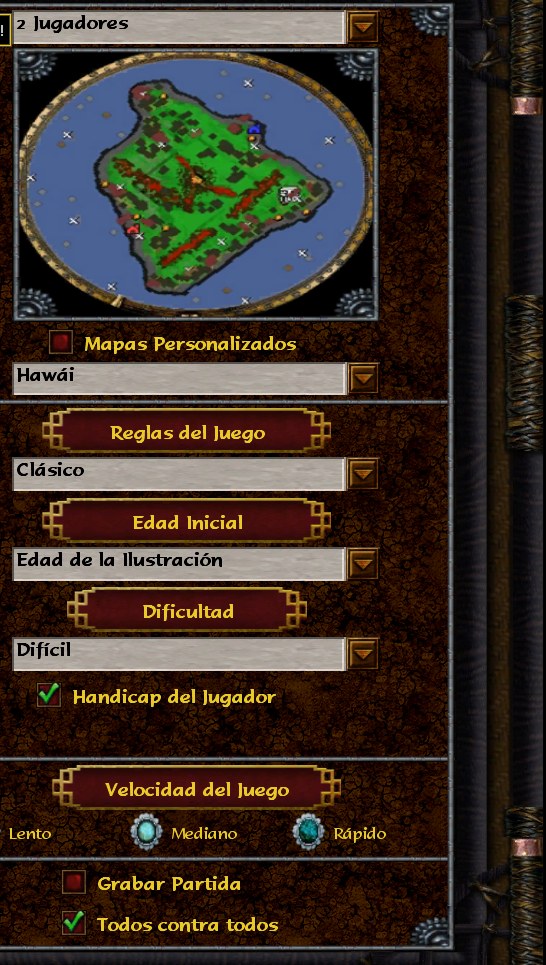 !
2 Jugadores
Mapas Personalizados
Hawái
Reglas del Juego
Clásico
Edad Inicial
Edad de la Ilustración
Dificultad
Difícil
Handicap del Jugador
Velocidad del Juego
Lento Mediano Rápido
Grabar Partida
Todos contra todos